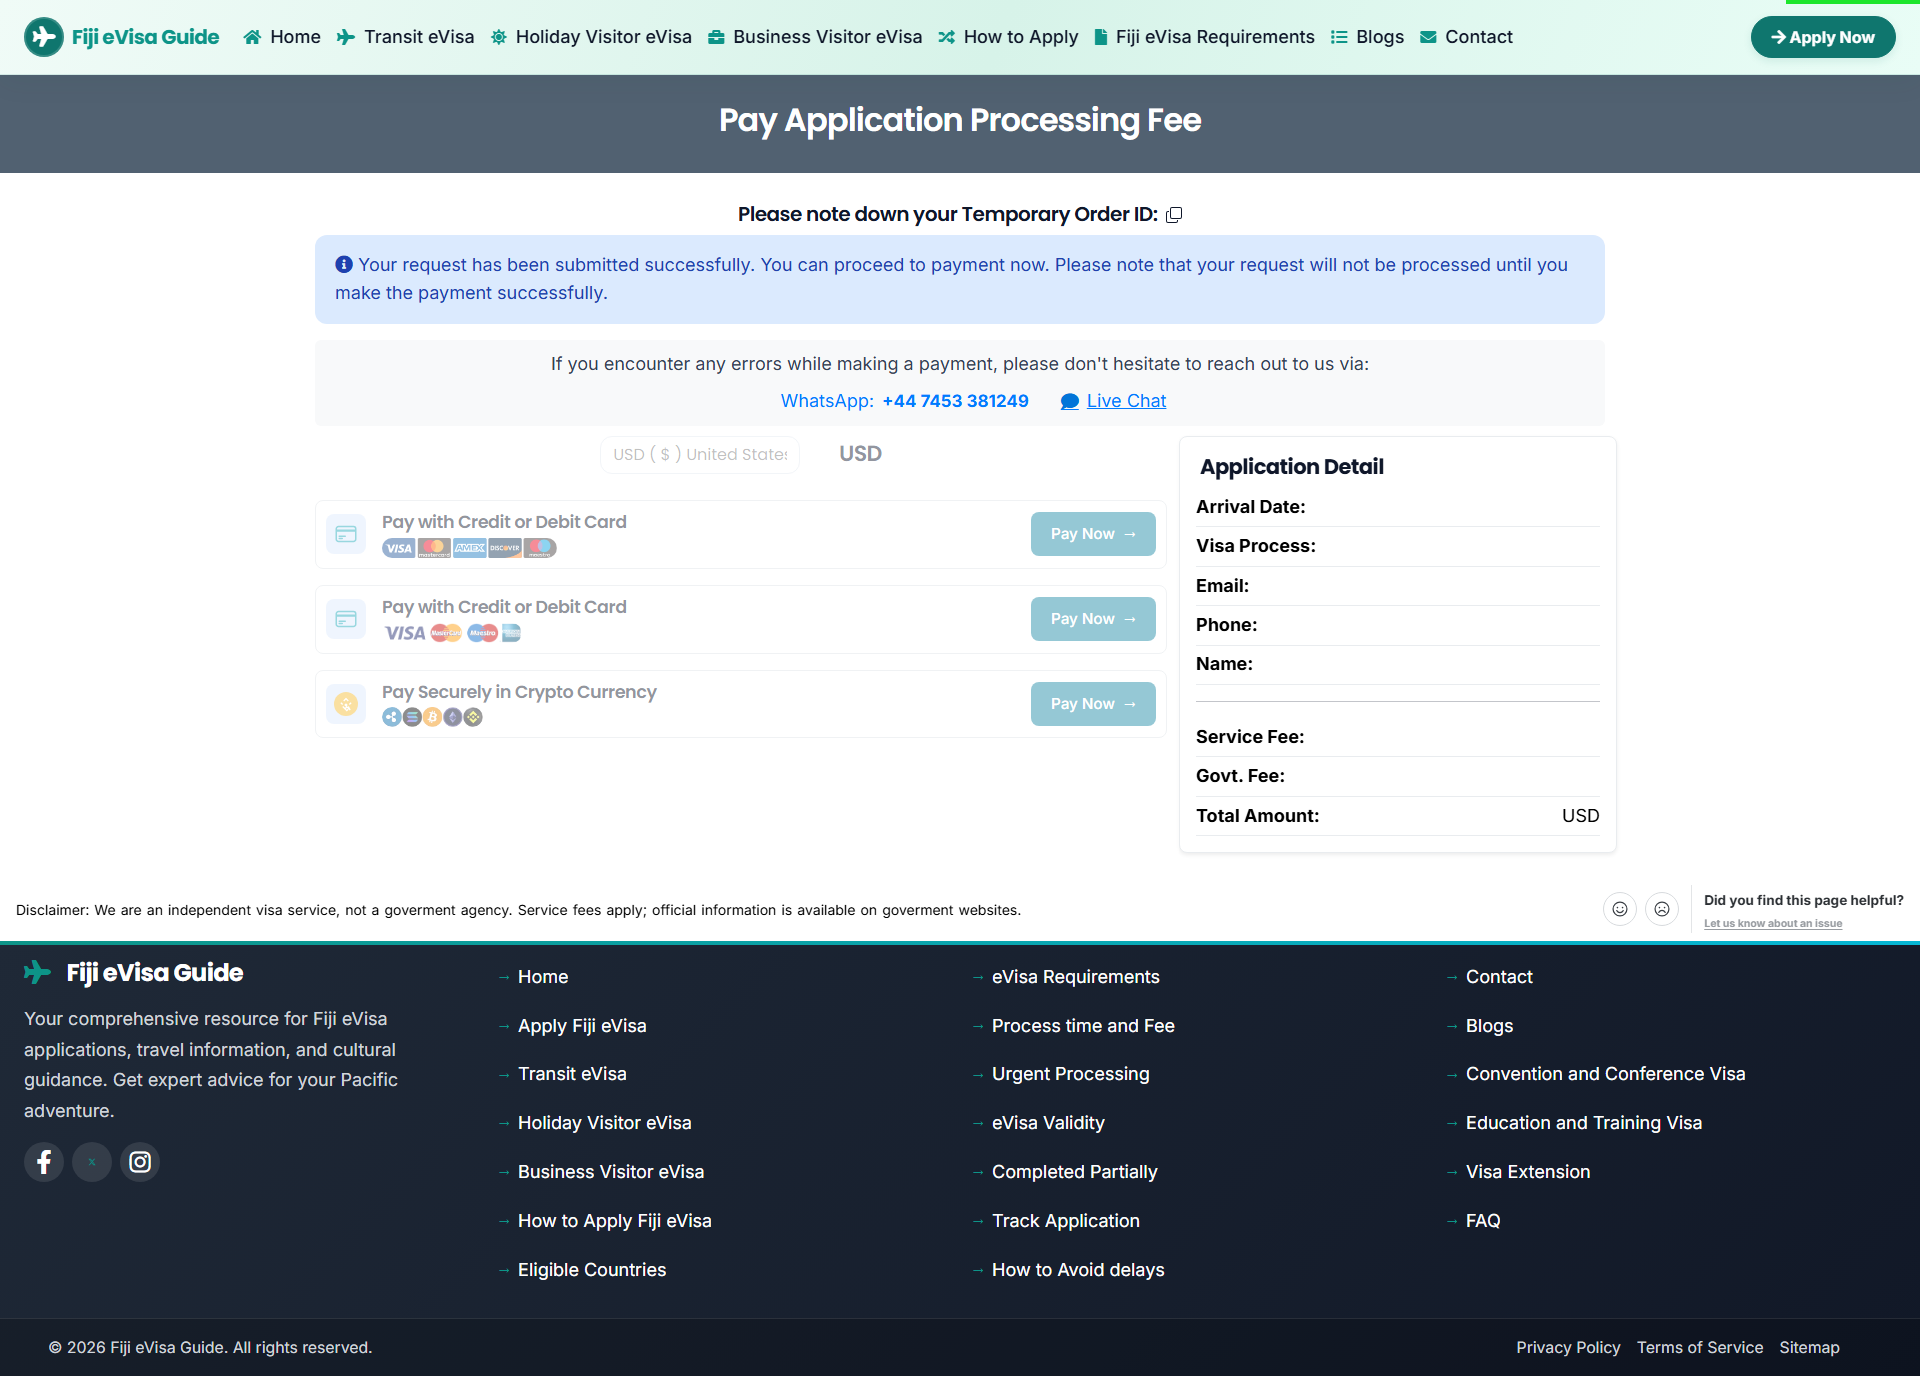 Fiji eVisa Guide
Home
Transit eVisa
Holiday Visitor eVisa
Business Visitor eVisa
How to Apply
Fiji eVisa Requirements
Blogs
Contact
Apply Now
Pay Application Processing Fee
Please note down your Temporary Order ID:
Your request has been submitted successfully. You can proceed to payment now. Please note that your request will not be processed until you
make the payment successfully.
If you encounter any errors while making a payment, please don't hesitate to reach out to us via:
WhatsApp: +44 7453 381249
Live Chat
USD ( $ ) United States
USD
Pay with Credit or Debit Card
VISA mastercard AMEX DISCOVER maestro
Pay Now →
Pay with Credit or Debit Card
VISA MasterCard Maestro
Pay Now →
Pay Securely in Crypto Currency
Pay Now →
Application Detail
Arrival Date:
Visa Process:
Email:
Phone:
Name:
Service Fee:
Govt. Fee:
Total Amount: USD
Disclaimer: We are an independent visa service, not a goverment agency. Service fees apply; official information is available on goverment websites.
Did you find this page helpful?
Let us know about an issue
Fiji eVisa Guide
Your comprehensive resource for Fiji eVisa
applications, travel information, and cultural
guidance. Get expert advice for your Pacific
adventure.
X
→ Home
→ Apply Fiji eVisa
→ Transit eVisa
→ Holiday Visitor eVisa
→ Business Visitor eVisa
→ How to Apply Fiji eVisa
→ Eligible Countries
→ eVisa Requirements
→ Process time and Fee
→ Urgent Processing
→ eVisa Validity
→ Completed Partially
→ Track Application
→ How to Avoid delays
→ Contact
→ Blogs
→ Convention and Conference Visa
→ Education and Training Visa
→ Visa Extension
→ FAQ
© 2026 Fiji eVisa Guide. All rights reserved.
Privacy Policy Terms of Service Sitemap